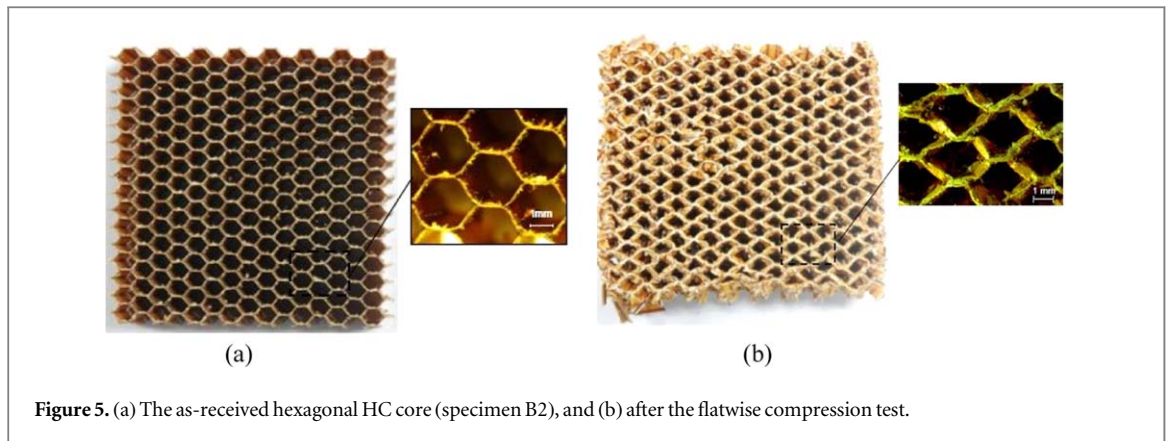 1mm
1 mm
(a)
(b)
Figure 5. (a) The as-received hexagonal HC core (specimen B2), and (b) after the flatwise compression test.